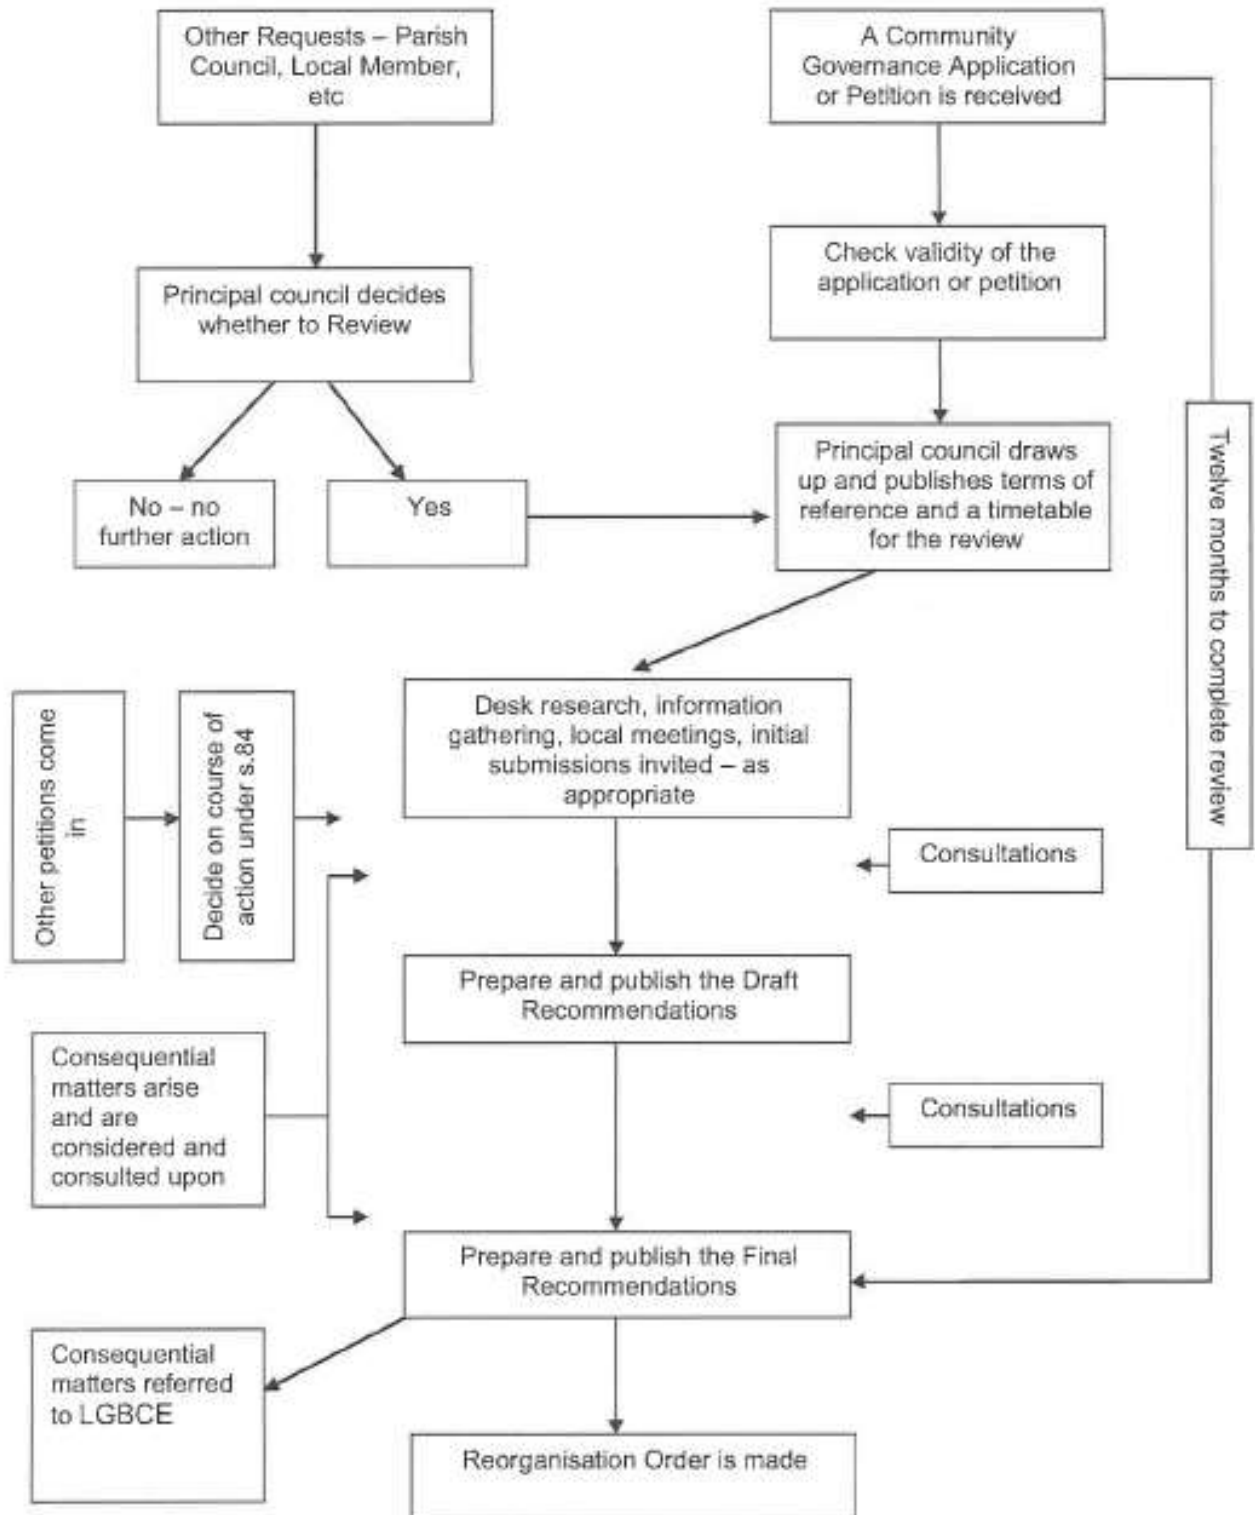 Other Requests – Parish
Council, Local Member,
etc
A Community
Governance Application
or Petition is received
Check validity of the
application or petition
Principal council decides
whether to Review
No – no
further action
Yes
Principal council draws
up and publishes terms of
reference and a timetable
for the review
Twelve months to complete review
Other petitions come
in
Decide on course of
action under s.84
Desk research, information
gathering, local meetings, initial
submissions invited – as
appropriate
Consultations
Prepare and publish the Draft
Recommendations
Consequential
matters arise
and are
considered and
consulted upon
Consultations
Prepare and publish the Final
Recommendations
Consequential
matters referred
to LGBCE
Reorganisation Order is made